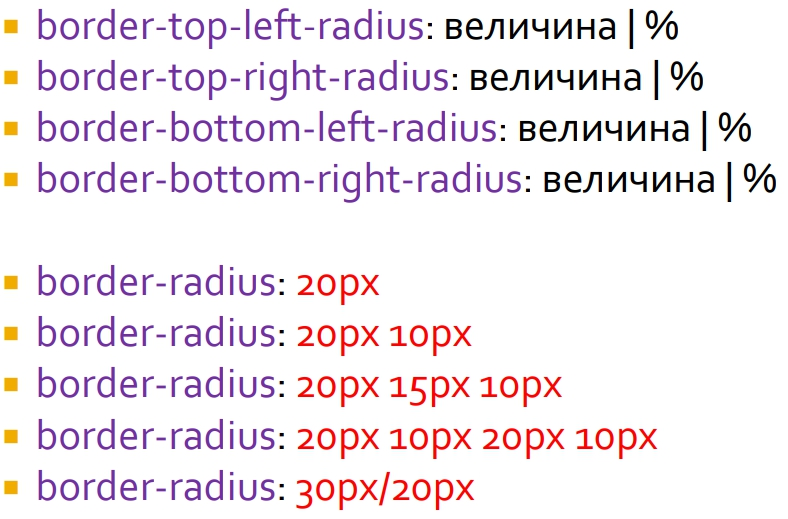 border-top-left-radius: величина | %
border-top-right-radius: величина | %
border-bottom-left-radius: величина | %
border-bottom-right-radius: величина | %
border-radius: 20px
border-radius: 20px 10px
border-radius: 20px 15px 10px
border-radius: 20px 10px 20px 10px
border-radius: 30px/20px